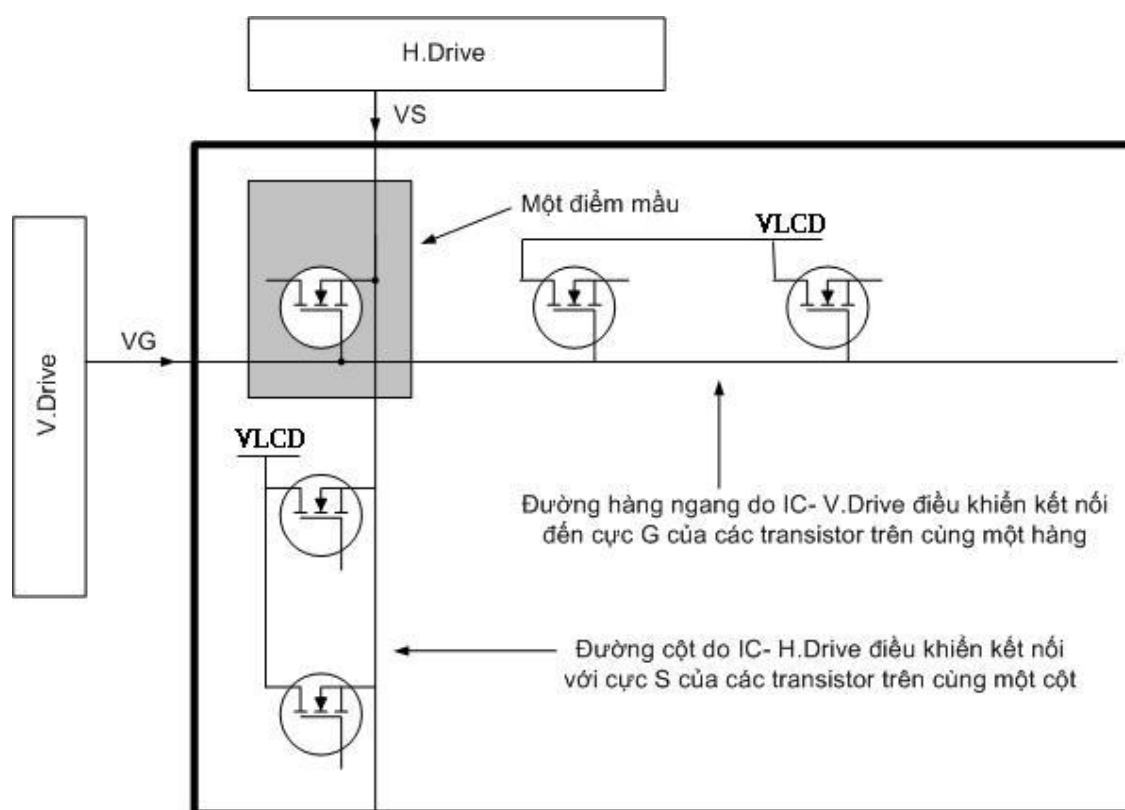 H.Drive
VS
Một điểm mầu
VLCD
VG
V.Drive
VLCD
Đường hàng ngang do IC- V.Drive điều khiển kết nối
đến cực G của các transistor trên cùng một hàng
Đường cột do IC- H.Drive điều khiển kết nối
với cực S của các transistor trên cùng một cột